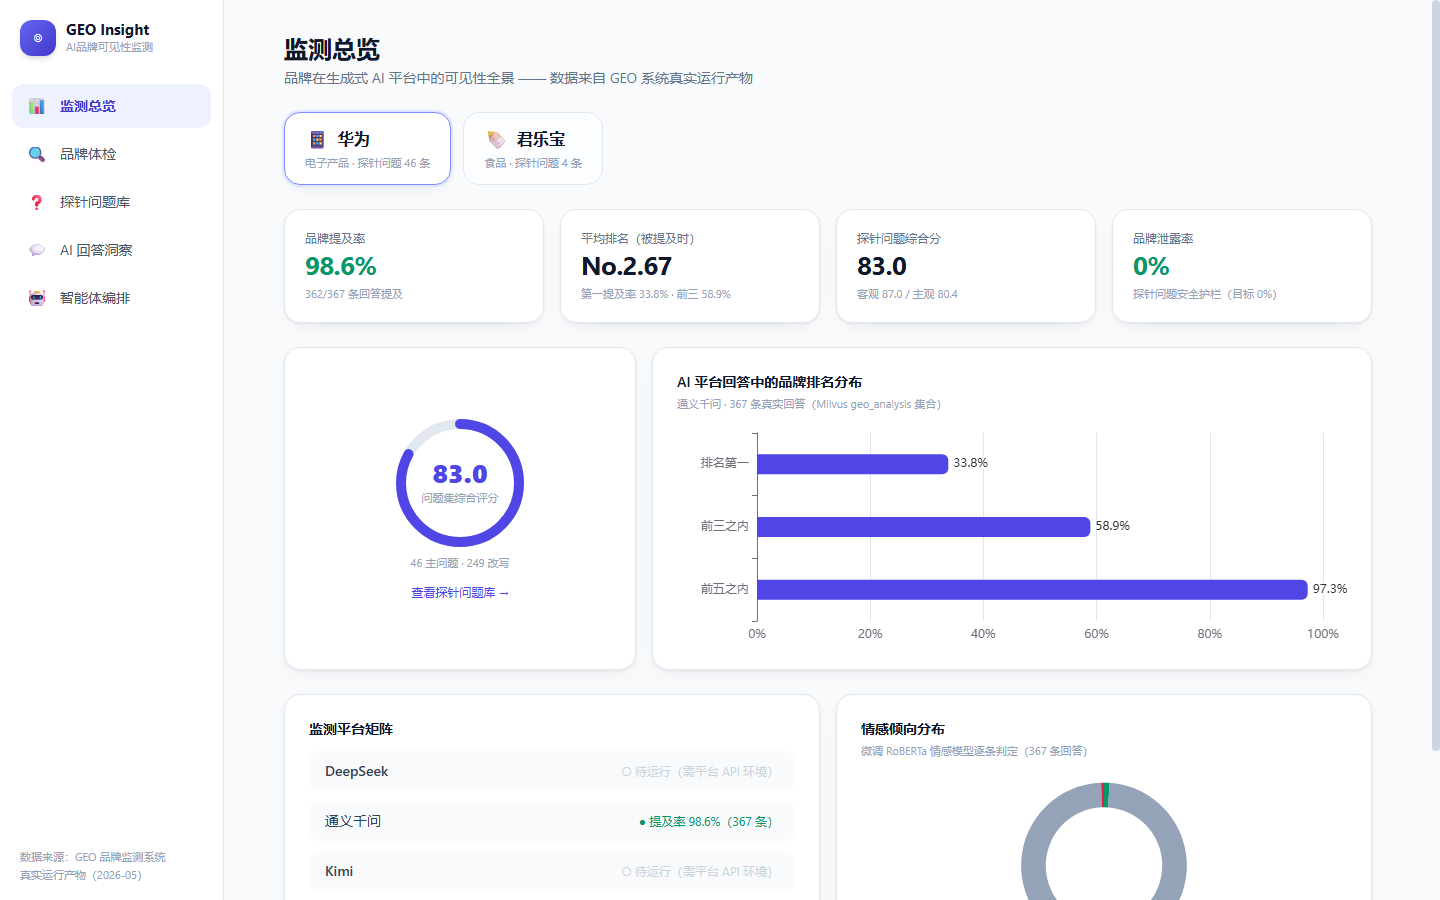 GEO Insight
AI品牌可见性监测
监测总览
品牌体检
探针问题库
AI 回答洞察
智能体编排
数据来源：GEO 品牌监测系统
真实运行产物（2026-05）
监测总览
品牌在生成式 AI 平台中的可见性全景 —— 数据来自 GEO 系统真实运行产物
华为
电子产品 · 探针问题 46 条
君乐宝
食品 · 探针问题 4 条
品牌提及率
98.6%
362/367 条回答提及
平均排名（被提及时）
No.2.67
第一提及率 33.8% · 前三 58.9%
探针问题综合分
83.0
客观 87.0 / 主观 80.4
品牌泄露率
0%
探针问题安全护栏（目标 0%）
83.0
问题集综合评分
46 主问题 · 249 改写
查看探针问题库 →
AI 平台回答中的品牌排名分布
通义千问 · 367 条真实回答（Milvus geo_analysis 集合）
排名第一
33.8%
前三之内
58.9%
前五之内
97.3%
0%
20%
40%
60%
80%
100%
监测平台矩阵
DeepSeek
○ 待运行（需平台 API 环境）
通义千问
● 提及率 98.6%（367 条）
Kimi
○ 待运行（需平台 API 环境）
情感倾向分布
微调 RoBERTa 情感模型逐条判定（367 条回答）